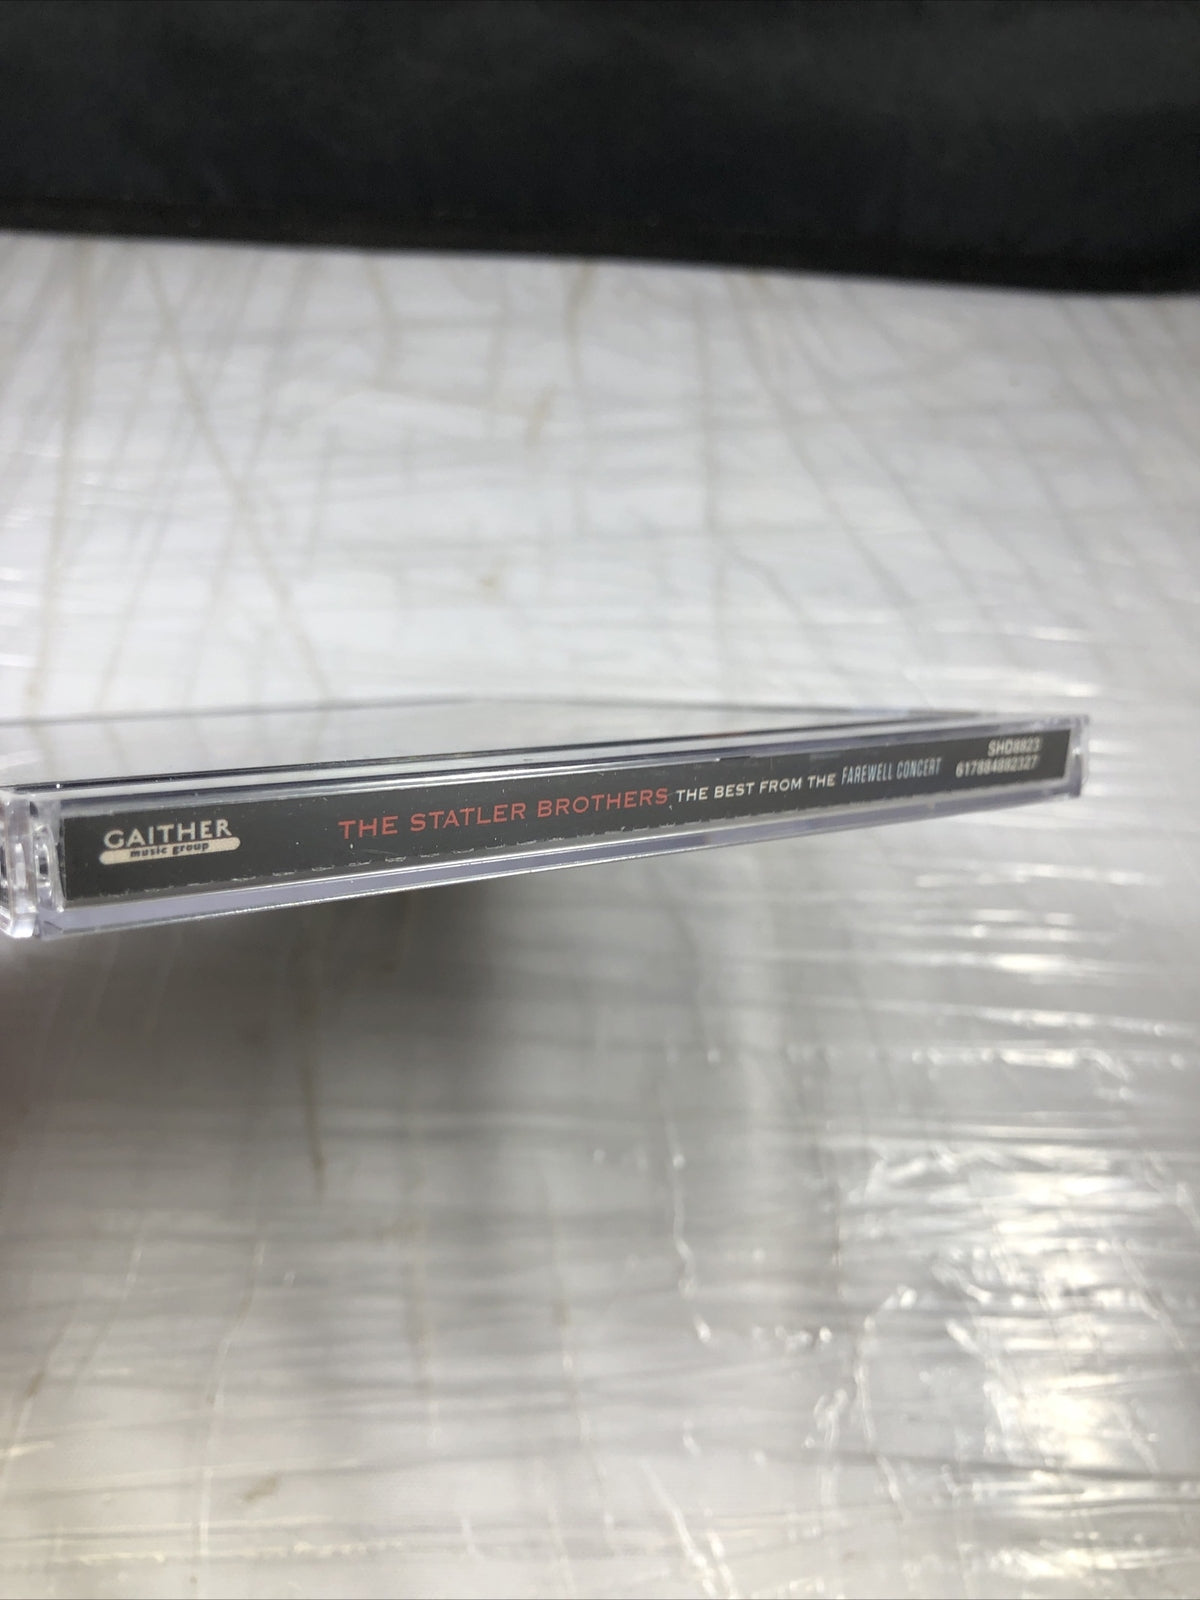 GAITHER
music group
THE STATLER BROTHERS THE BEST FROM THE FAREWELL CONCERT
SHD8823
617884882327